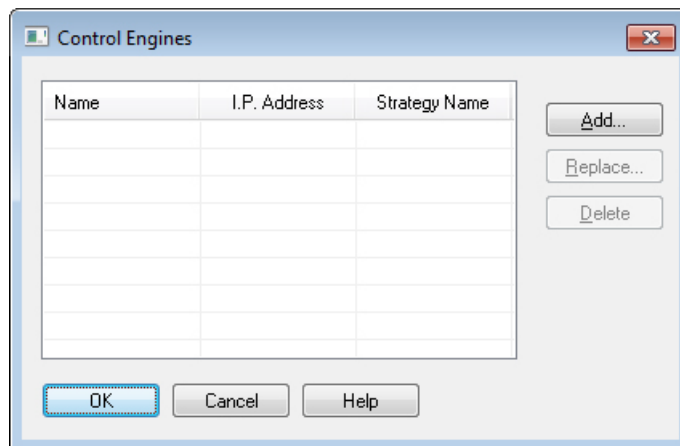 Control Engines
Name I.P. Address Strategy Name
Add...
Replace...
Delete
OK Cancel Help